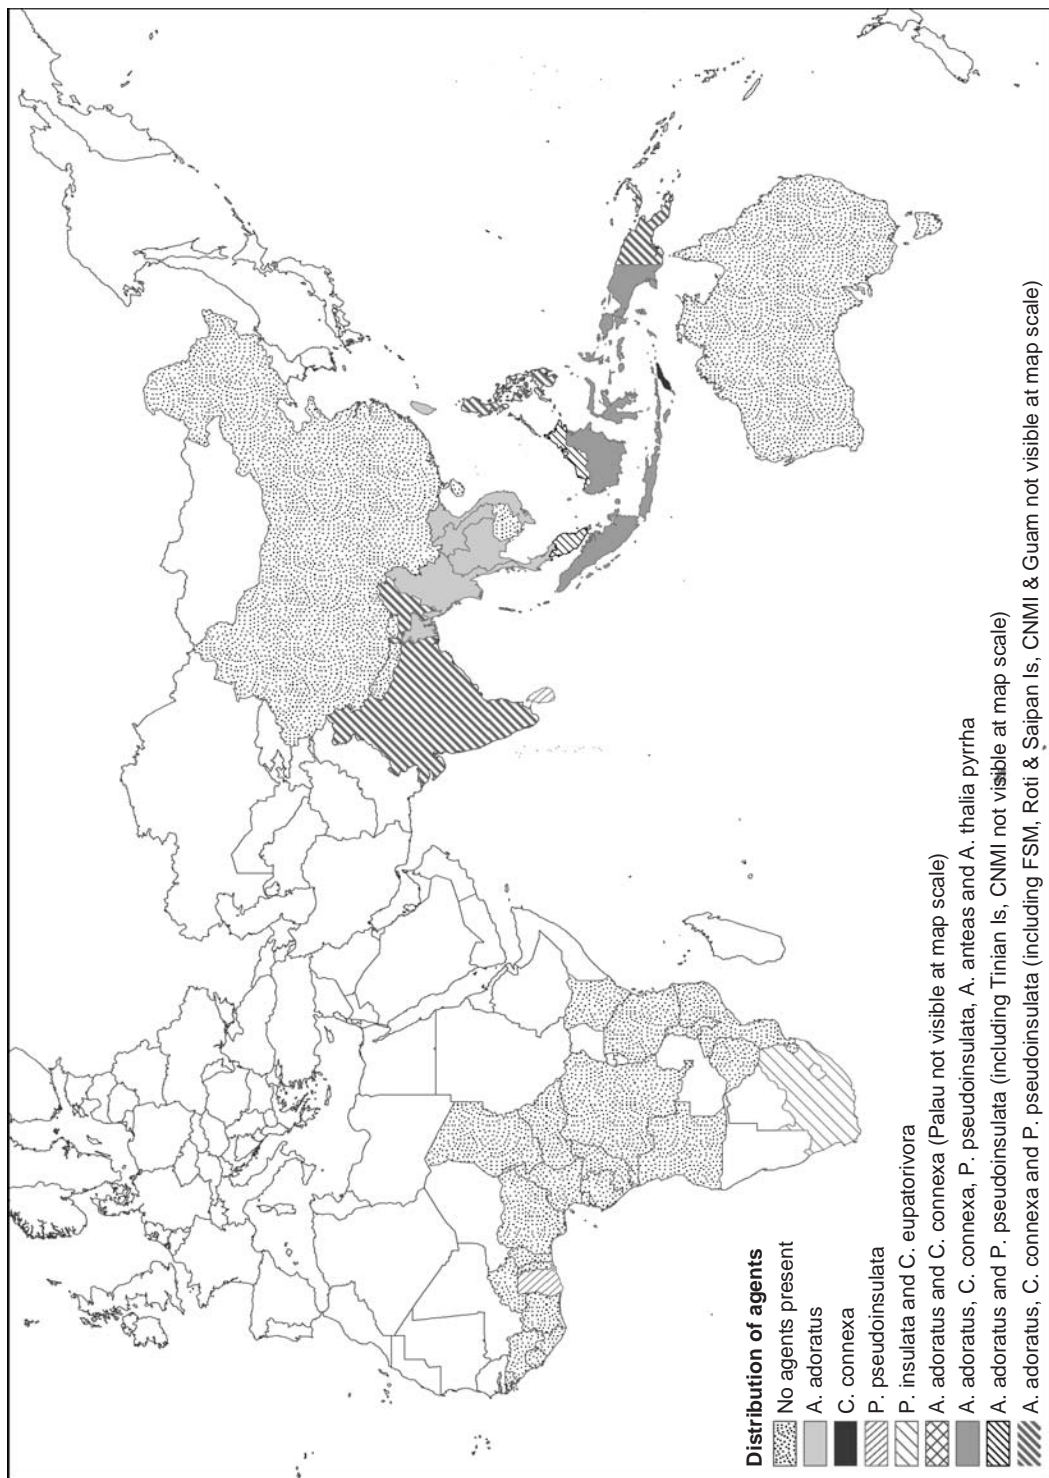 Distribution of agents
No agents present
A. adoratus
C. connexa
P. pseudoinsulata
P. insulata and C. eupatorivora
A. adoratus and C. connexa (Palau not visible at map scale)
A. adoratus, C. connexa, P. pseudoinsulata, A. anteas and A. thalia pyrrha
A. adoratus and P. pseudoinsulata (including Tinian Is, CNMI not visible at map scale)
A. adoratus, C. connexa and P. pseudoinsulata (including FSM, Roti & Saipan Is, CNMI & Guam not visible at map scale)